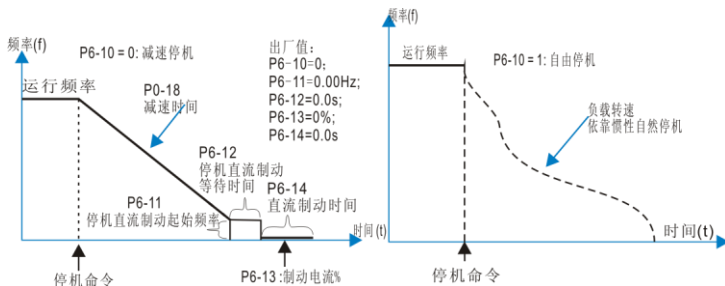 频率(f)
P6-10 = 0: 减速停机
运行频率
P0-18
减速时间
出厂值：
P6-10=0;
P6-11=0.00Hz;
P6-12=0.0s;
P6-13=0%;
P6-14=0.0s
P6-12
停机直流制动
等待时间
P6-11
停机直流制动起始频率
P6-14
直流制动时间
时间(t)
停机命令
P6-13 :制动电流%
频率(f)
运行频率
P6-10 = 1: 自由停机
负载转速
依靠惯性自然停机
时间(t)
停机命令